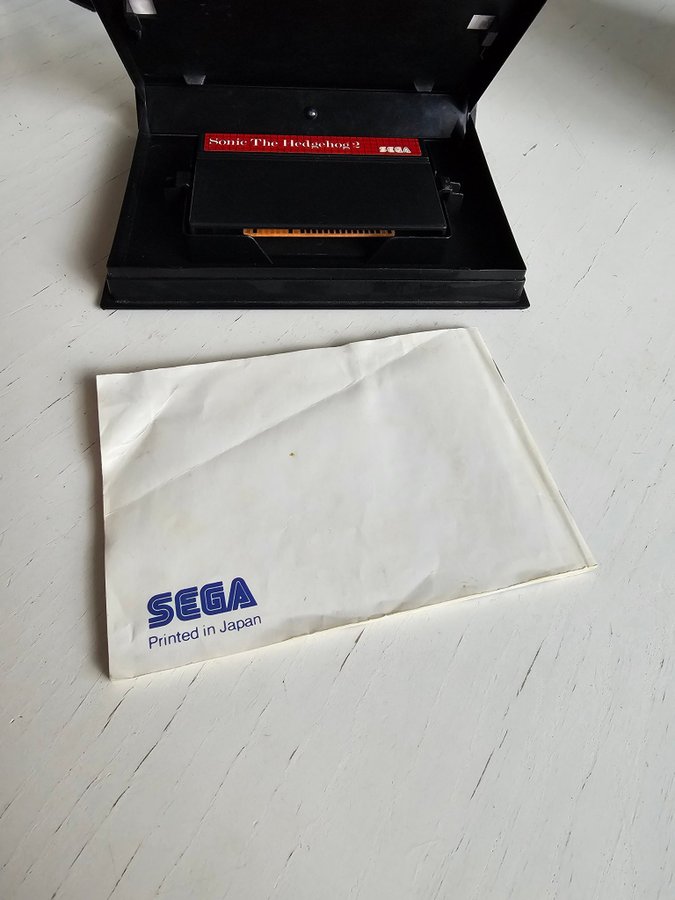 Sonic The Hedgehog 2 SEGA
SEGA
Printed in Japan